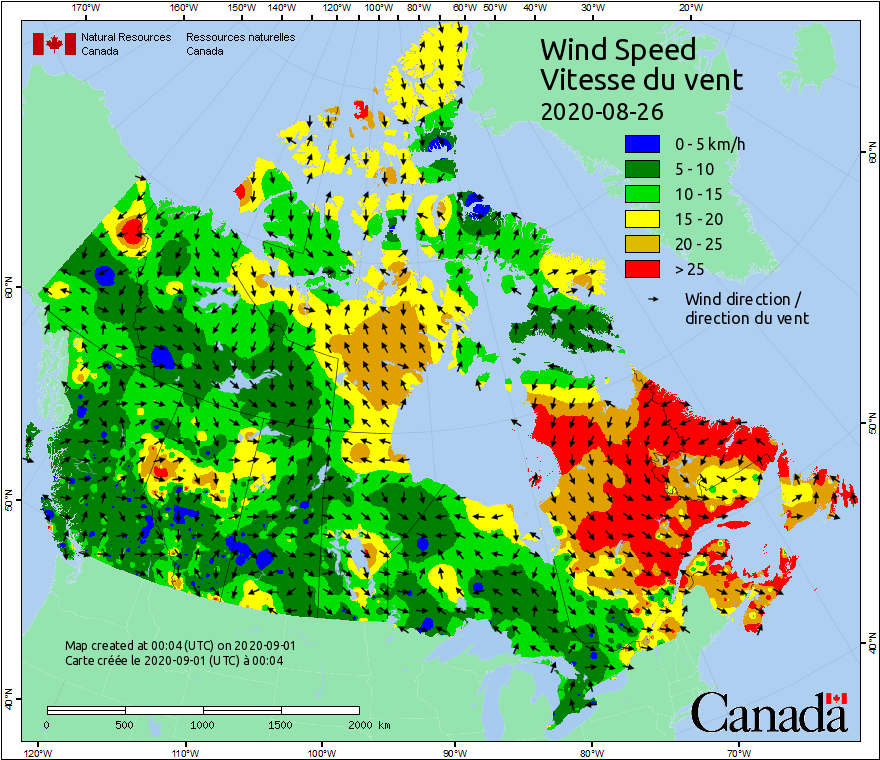 170°W 160°W 150°W 140°W 130°W 120°W 110°W 100°W 90°W 80°W 70°W 60°W 50°W 40°W 30°W 20°W
Natural Resources Ressources naturelles
Canada Canada
Wind Speed
Vitesse du vent
2020-08-26
0 - 5 km/h
5 - 10
10 - 15
15 - 20
20 - 25
> 25
Wind direction /
direction du vent
60°N
60°N
50°N
50°N
40°N
40°N
Map created at 00:04 (UTC) on 2020-09-01
Carte créée le 2020-09-01 (UTC) à 00:04
0 500 1000 1500 2000 km
Canada
120°W 110°W 100°W 90°W 80°W 70°W